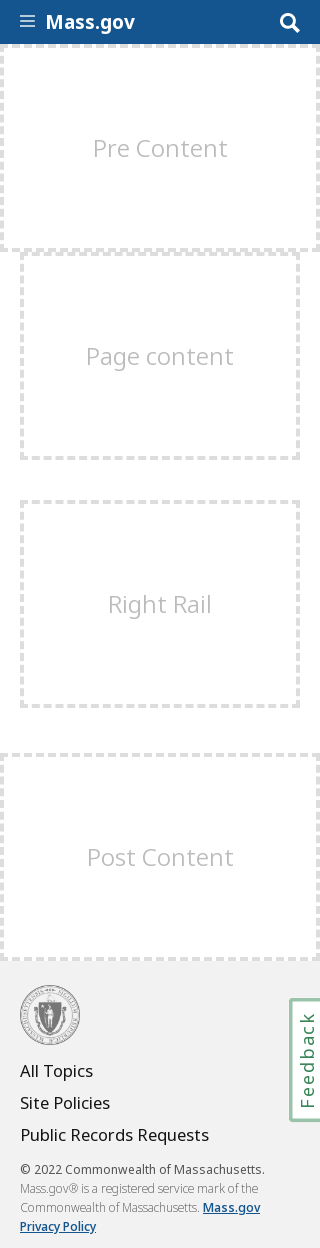 Mass.gov
Pre Content
Page content
Right Rail
Post Content
All Topics
Site Policies
Public Records Requests
Feedback
© 2022 Commonwealth of Massachusetts.
Mass.gov® is a registered service mark of the
Commonwealth of Massachusetts. Mass.gov
Privacy Policy